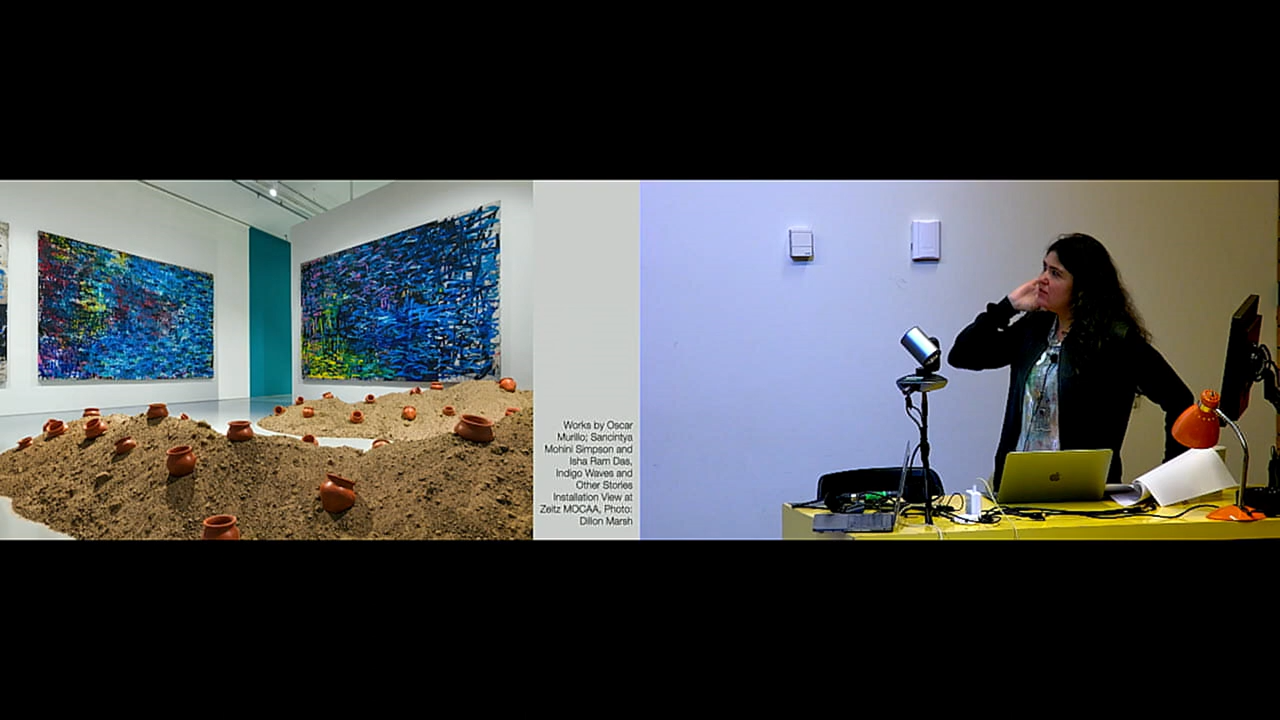 Works by Oscar
Murillo; Sancintya
Mohini Simpson and
Isha Ram Das,
Indigo Waves and
Other Stories
Installation View at
Zeitz MOCAA, Photo:
Dillon Marsh